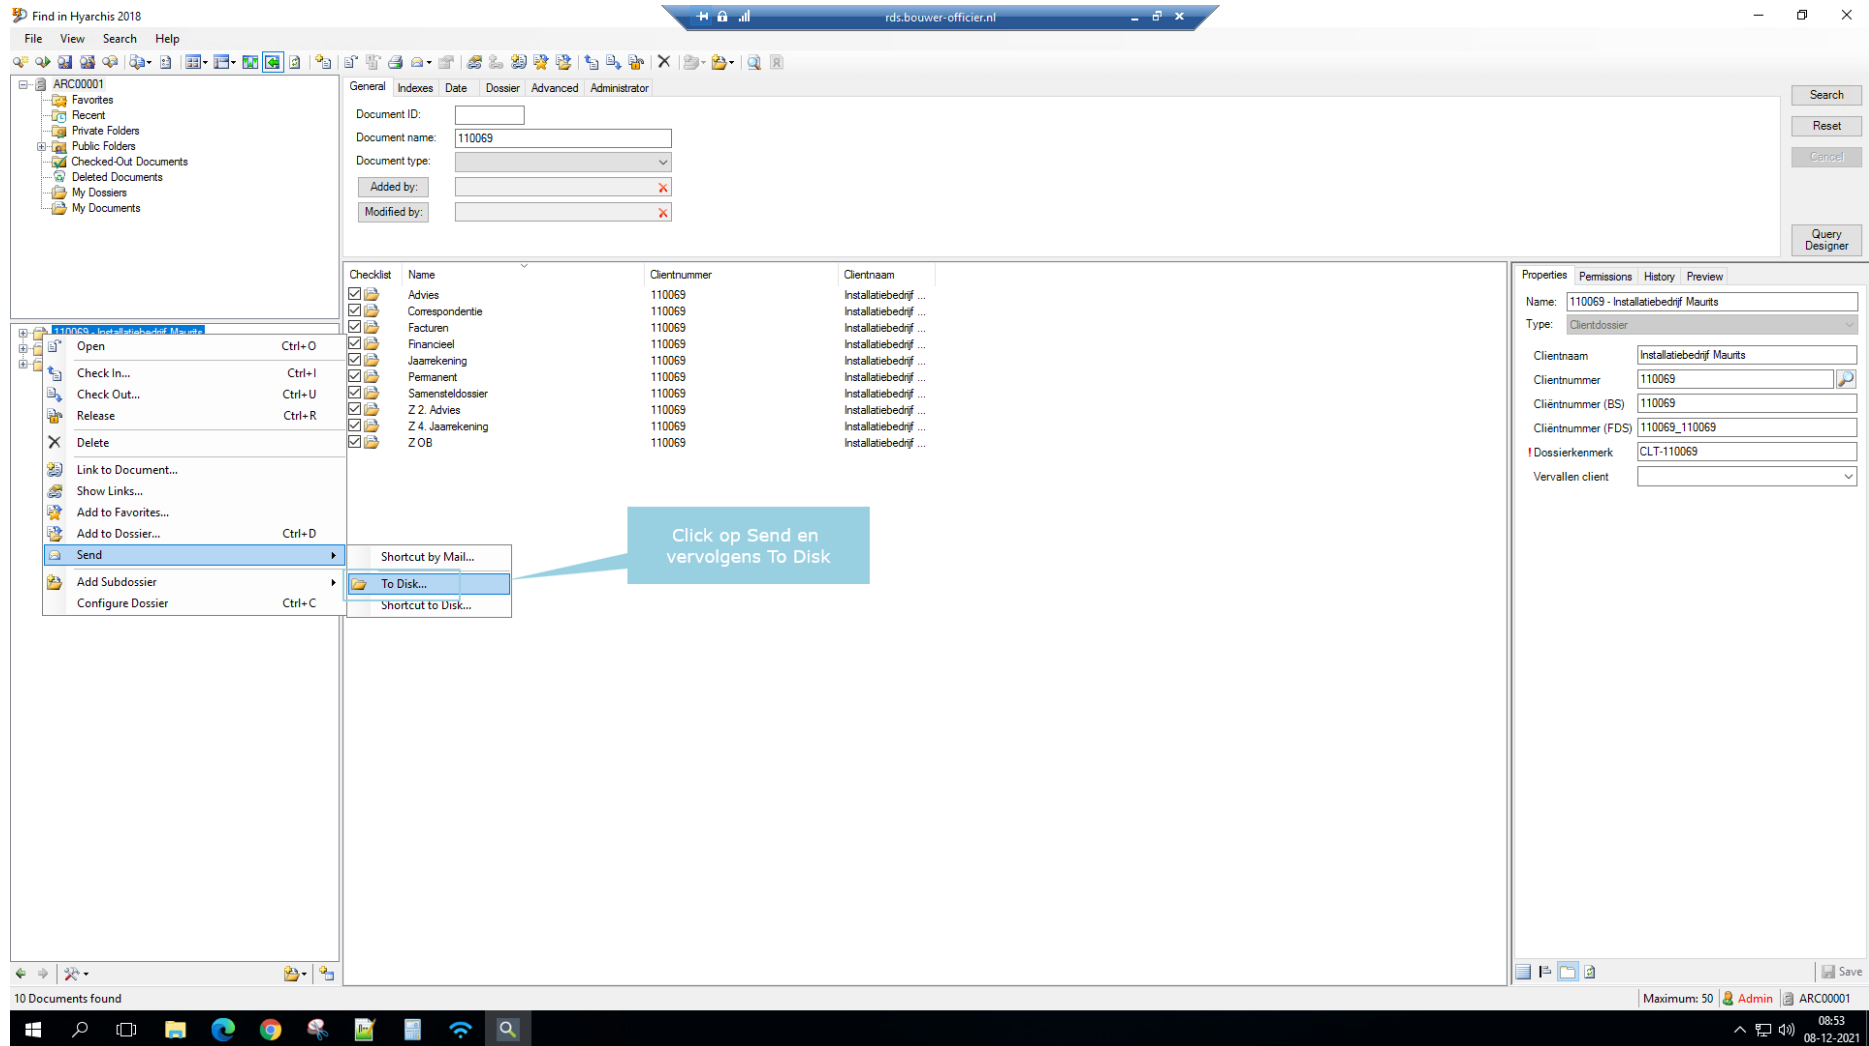 Find in Hyarchis 2018
rds.bouwer-officier.nl
File View Search Help
ARC00001
Favorites
Recent
Private Folders
Public Folders
Checked-Out Documents
Deleted Documents
My Dossiers
My Documents
General Indexes Date Dossier Advanced Administrator
Document ID:
Document name: 110069
Document type:
Added by:
Modified by:
Search
Reset
Cancel
Query
Designer
110069 - Installatiebedrijf Maurits
Open Ctrl+O
Check In... Ctrl+I
Check Out... Ctrl+U
Release Ctrl+R
Delete
Link to Document...
Show Links...
Add to Favorites...
Add to Dossier... Ctrl+D
Send
Add Subdossier
Configure Dossier Ctrl+C
Shortcut by Mail...
To Disk...
Shortcut to Disk...
Checklist Name Clientnummer Clientnaam
Advies 110069 Installatiebedrijf ...
Correspondentie 110069 Installatiebedrijf ...
Facturen 110069 Installatiebedrijf ...
Financieel 110069 Installatiebedrijf ...
Jaarrekening 110069 Installatiebedrijf ...
Permanent 110069 Installatiebedrijf ...
Samensteldossier 110069 Installatiebedrijf ...
Z 2. Advies 110069 Installatiebedrijf ...
Z 4. Jaarrekening 110069 Installatiebedrijf ...
Z OB 110069 Installatiebedrijf ...
Click op Send en
vervolgens To Disk
Properties Permissions History Preview
Name: 110069 - Installatiebedrijf Maurits
Type: Clientdossier
Clientnaam Installatiebedrijf Maurits
Clientnummer 110069
Cliëntnummer (BS) 110069
Cliëntnummer (FDS) 110069_110069
! Dossierkenmerk CLT-110069
Vervallen client
Save
10 Documents found
Maximum: 50 Admin ARC00001
08:53
08-12-2021